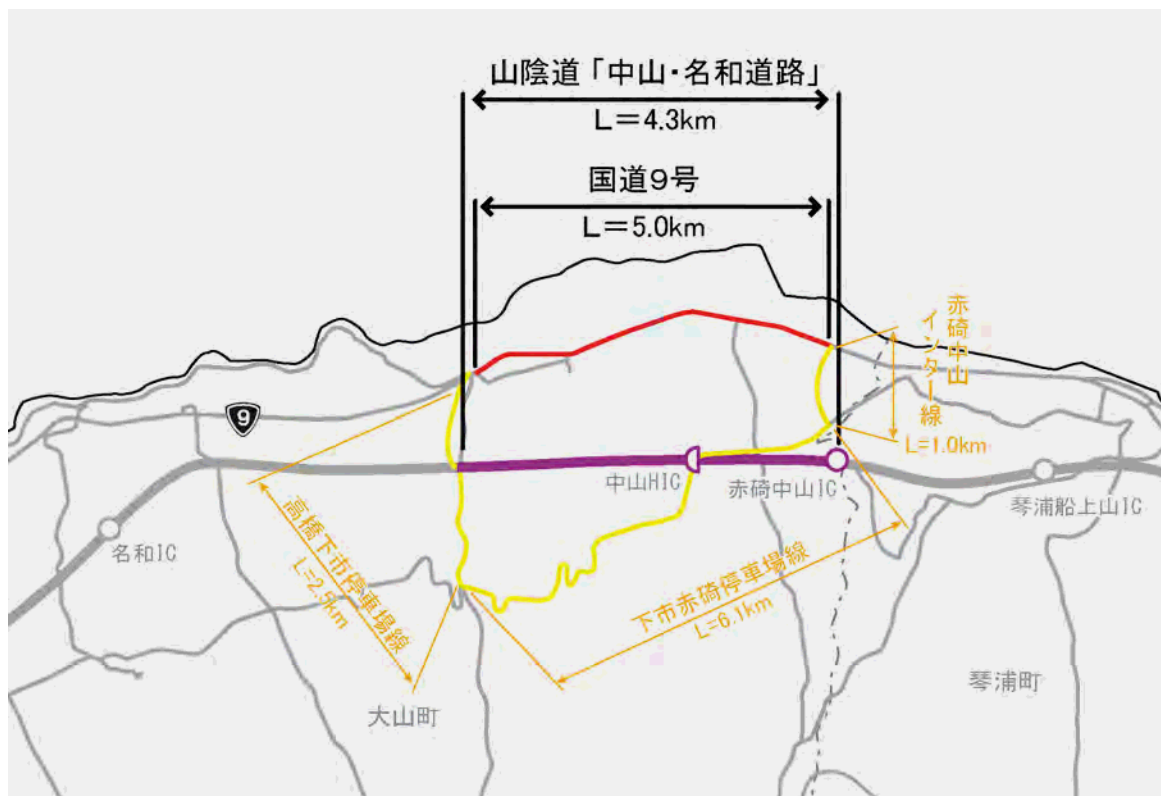 山陰道「中山・名和道路」
L=4.3km
国道9号
L=5.0km
赤碕中山
インター線
L=1.0km
9
中山HIC
赤碕中山IC
琴浦船上山IC
名和IC
高橋下市停車場線
L=2.5km
下市赤碕停車場線
L=6.1km
大山町
琴浦町